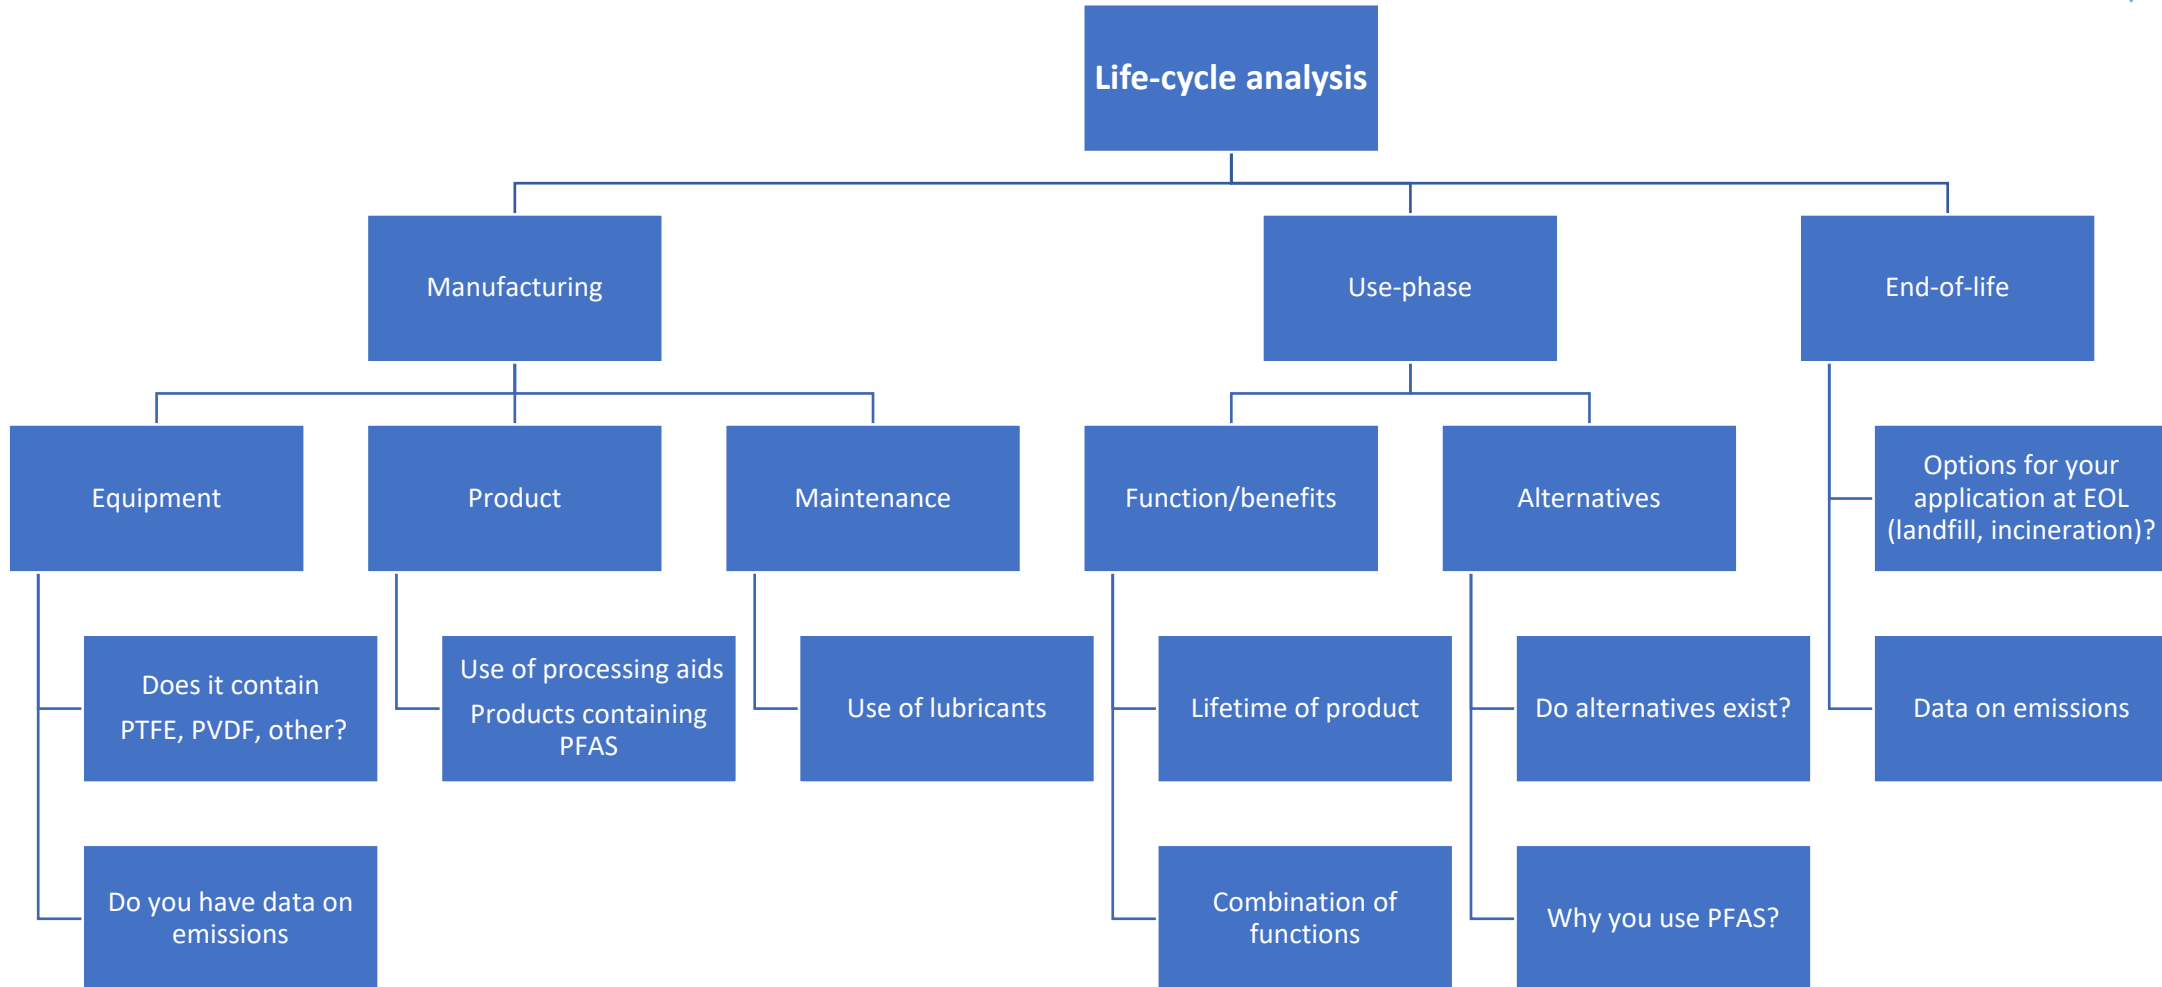 Life-cycle analysis
Manufacturing
Use-phase
End-of-life
Equipment
Product
Maintenance
Function/benefits
Alternatives
Options for your
application at EOL
(landfill, incineration)?
Does it contain
PTFE, PVDF, other?
Use of processing aids
Products containing
PFAS
Use of lubricants
Lifetime of product
Do alternatives exist?
Data on emissions
Do you have data on
emissions
Combination of
functions
Why you use PFAS?